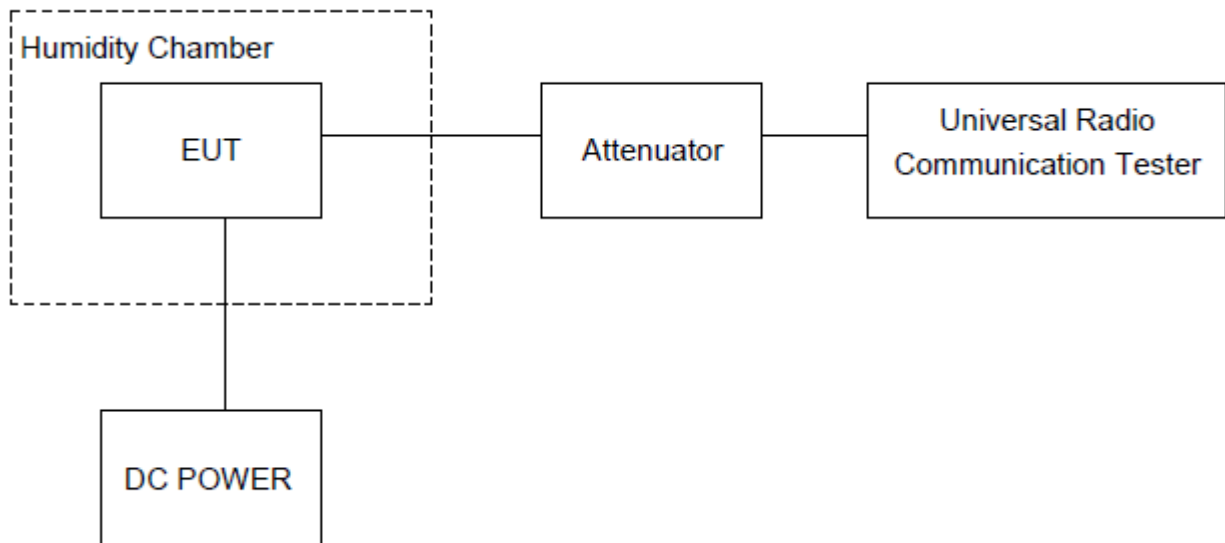 Humidity Chamber
EUT
Attenuator
Universal Radio
Communication Tester
DC POWER